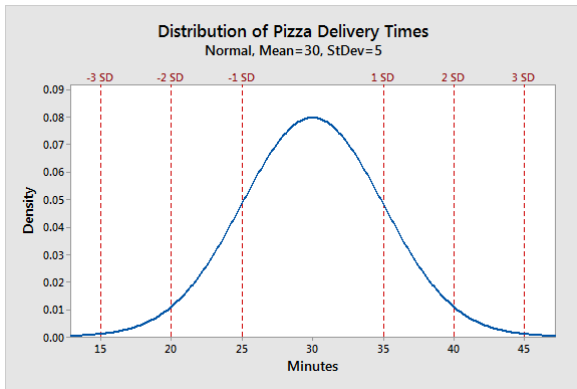 Distribution of Pizza Delivery Times
Normal, Mean=30, StDev=5
-3 SD -2 SD -1 SD 1 SD 2 SD 3 SD
0.09
0.08
0.07
0.06
0.05
0.04
0.03
0.02
0.01
0.00
Density
15 20 25 30 35 40 45
Minutes